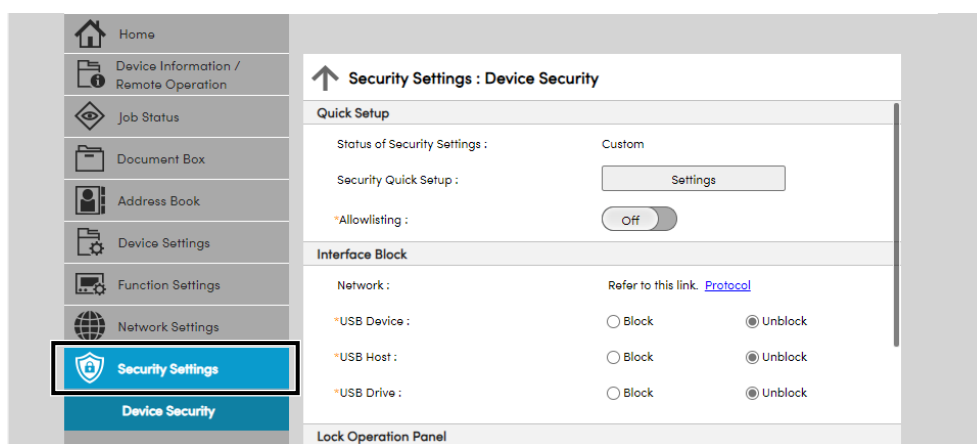 Home
Device Information /
Remote Operation
Job Status
Document Box
Address Book
Device Settings
Function Settings
Network Settings
Security Settings
Device Security
Security Settings : Device Security
Quick Setup
Status of Security Settings : Custom
Security Quick Setup : Settings
*Allowlisting : Off
Interface Block
Network : Refer to this link. Protocol
*USB Device : Block Unblock
*USB Host : Block Unblock
*USB Drive : Block Unblock
Lock Operation Panel